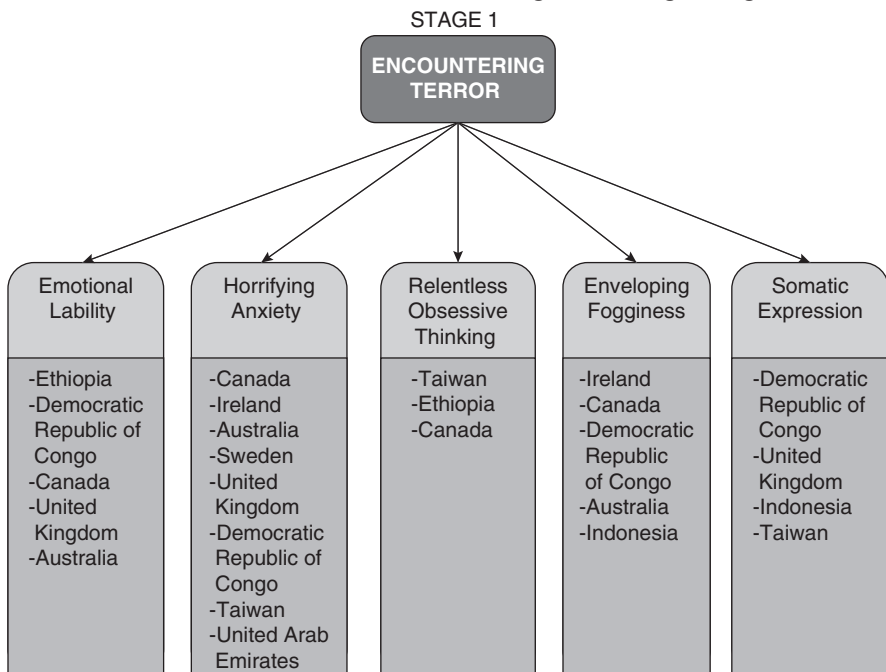 STAGE 1
ENCOUNTERING
TERROR
Emotional
Lability
-Ethiopia
-Democratic
Republic of
Congo
-Canada
-United
Kingdom
-Australia
Horrifying
Anxiety
-Canada
-Ireland
-Australia
-Sweden
-United
Kingdom
-Democratic
Republic of
Congo
-Taiwan
-United Arab
Emirates
Relentless
Obsessive
Thinking
-Taiwan
-Ethiopia
-Canada
Enveloping
Fogginess
-Ireland
-Canada
-Democratic
Republic
of Congo
-Australia
-Indonesia
Somatic
Expression
-Democratic
Republic of
Congo
-United
Kingdom
-Indonesia
-Taiwan